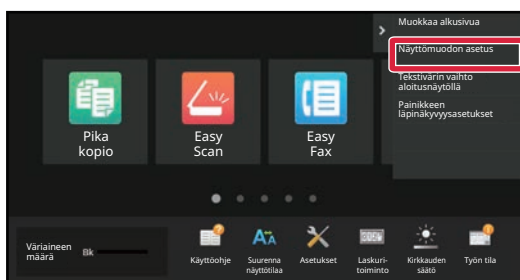 Muokkaa alkusivua
Näyttömuodon asetus
Tekstivärin vaihto
aloitusnäytöllä
Painikkeen
läpinäkyvyysasetukset
Pika
kopio
Easy
Scan
Easy
Fax
Väriaineen
määrä
Bk
Käyttöohje
Suurenna
näyttötilaa
Asetukset
Laskuri-
toiminto
Kirkkauden
säätö
Työn tila